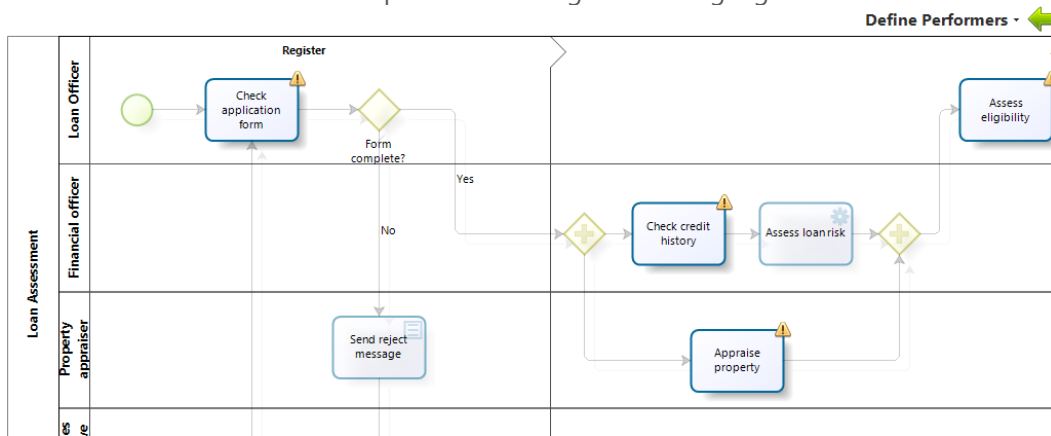 Define Performers
Register
Loan Assessment
Loan Officer
Check
application
form
Form
complete?
Assess
eligibility
Yes
No
Financial officer
Check credit
history
Assess loan risk
Property
appraiser
Send reject
message
Appraise
property